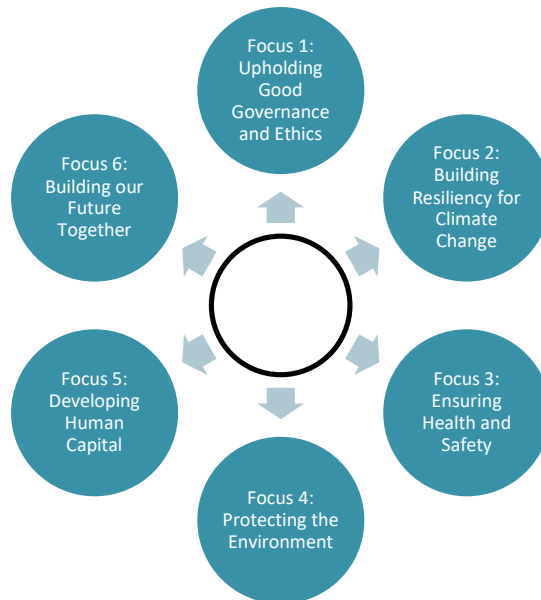 Focus 1:
Upholding
Good
Governance
and Ethics
Focus 2:
Building
Resiliency for
Climate
Change
Focus 3:
Ensuring
Health and
Safety
Focus 4:
Protecting the
Environment
Focus 5:
Developing
Human
Capital
Focus 6:
Building our
Future
Together